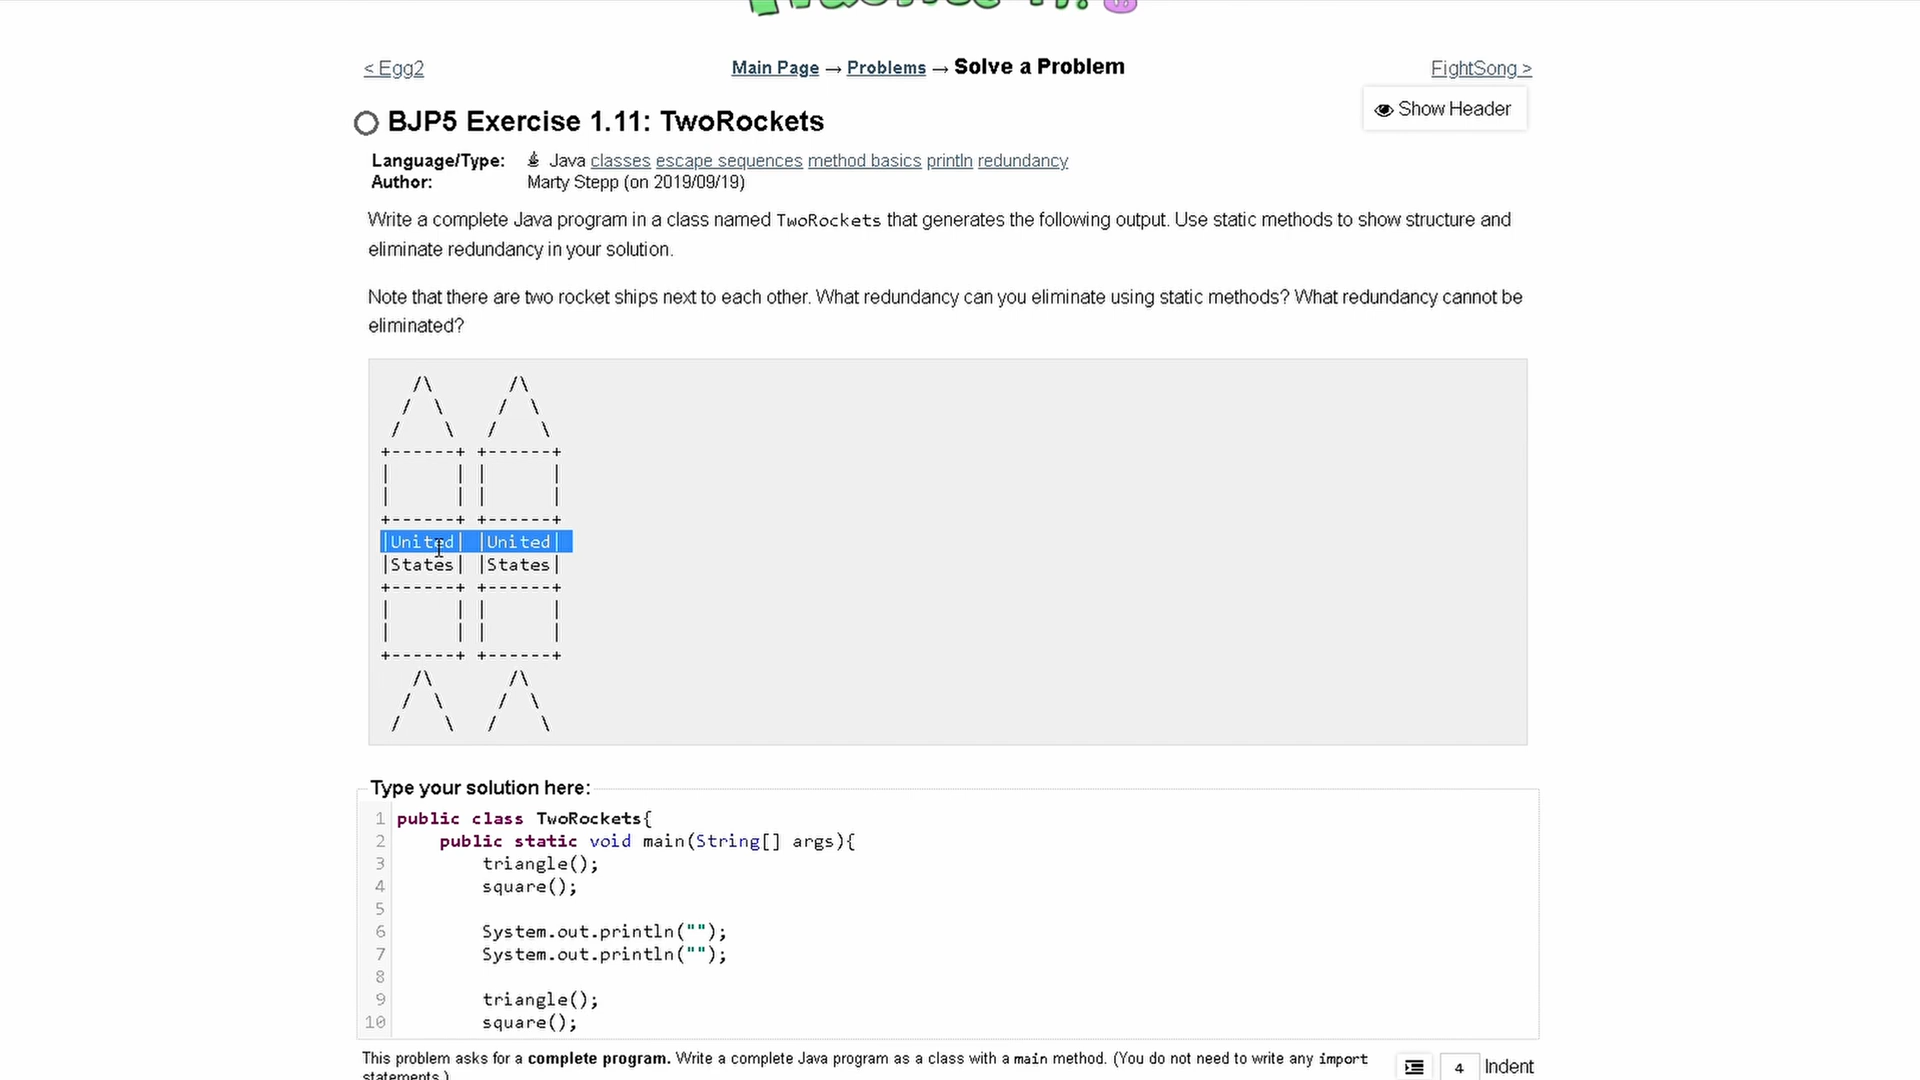 < Egg2
Main Page → Problems → Solve a Problem
FightSong >
Show Header
BJP5 Exercise 1.11: TwoRockets
Language/Type: Java classes escape sequences method basics println redundancy
Author: Marty Stepp (on 2019/09/19)
Write a complete Java program in a class named TwoRockets that generates the following output. Use static methods to show structure and
eliminate redundancy in your solution.
Note that there are two rocket ships next to each other. What redundancy can you eliminate using static methods? What redundancy cannot be
eliminated?
   /\       /\
  /  \     /  \
 /    \   /    \
+------+ +------+
|      | |      |
|      | |      |
+------+ +------+
|United| |United|
|States| |States|
+------+ +------+
|      | |      |
|      | |      |
+------+ +------+
   /\       /\
  /  \     /  \
 /    \   /    \
Type your solution here:
1 public class TwoRockets{
2     public static void main(String[] args){
3         triangle();
4         square();
5
6         System.out.println("");
7         System.out.println("");
8
9         triangle();
10         square();
This problem asks for a complete program. Write a complete Java program as a class with a main method. (You do not need to write any import
statements.)
4 Indent